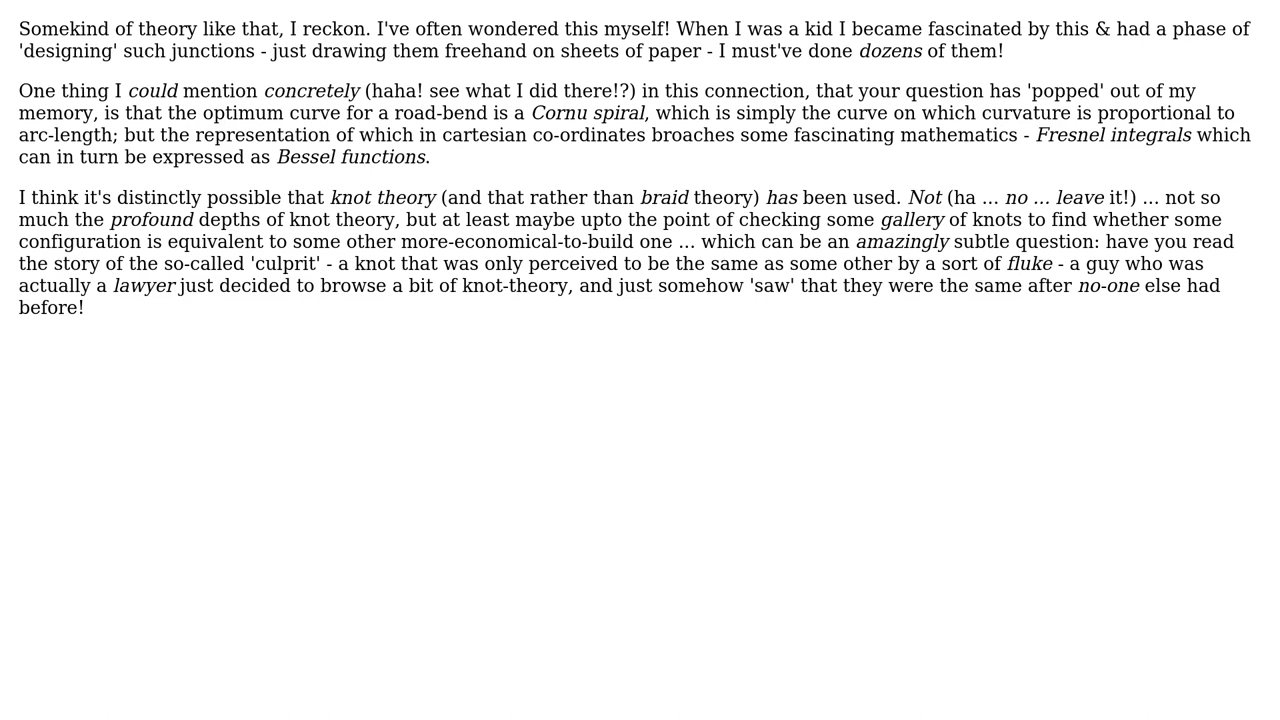 Somekind of theory like that, I reckon. I've often wondered this myself! When I was a kid I became fascinated by this & had a phase of
'designing' such junctions - just drawing them freehand on sheets of paper - I must've done dozens of them!
One thing I could mention concretely (haha! see what I did there!?) in this connection, that your question has 'popped' out of my
memory, is that the optimum curve for a road-bend is a Cornu spiral, which is simply the curve on which curvature is proportional to
arc-length; but the representation of which in cartesian co-ordinates broaches some fascinating mathematics - Fresnel integrals which
can in turn be expressed as Bessel functions.
I think it's distinctly possible that knot theory (and that rather than braid theory) has been used. Not (ha ... no ... leave it!) ... not so
much the profound depths of knot theory, but at least maybe upto the point of checking some gallery of knots to find whether some
configuration is equivalent to some other more-economical-to-build one ... which can be an amazingly subtle question: have you read
the story of the so-called 'culprit' - a knot that was only perceived to be the same as some other by a sort of fluke - a guy who was
actually a lawyer just decided to browse a bit of knot-theory, and just somehow 'saw' that they were the same after no-one else had
before!